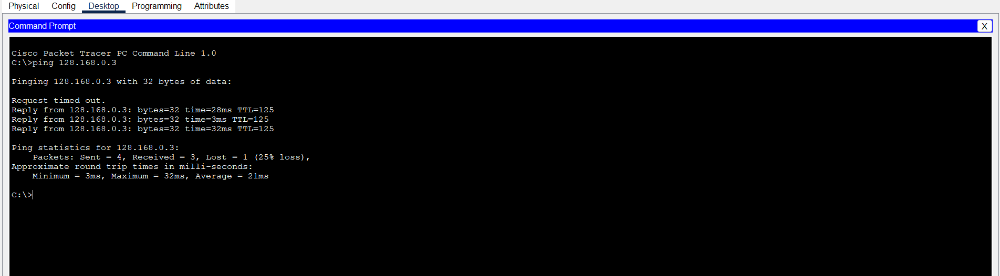 Physical Config Desktop Programming Attributes
Command Prompt X
Cisco Packet Tracer PC Command Line 1.0
C:\>ping 128.168.0.3
Pinging 128.168.0.3 with 32 bytes of data:
Request timed out.
Reply from 128.168.0.3: bytes=32 time=28ms TTL=125
Reply from 128.168.0.3: bytes=32 time=3ms TTL=125
Reply from 128.168.0.3: bytes=32 time=32ms TTL=125
Ping statistics for 128.168.0.3:
    Packets: Sent = 4, Received = 3, Lost = 1 (25% loss),
Approximate round trip times in milli-seconds:
    Minimum = 3ms, Maximum = 32ms, Average = 21ms
C:\>